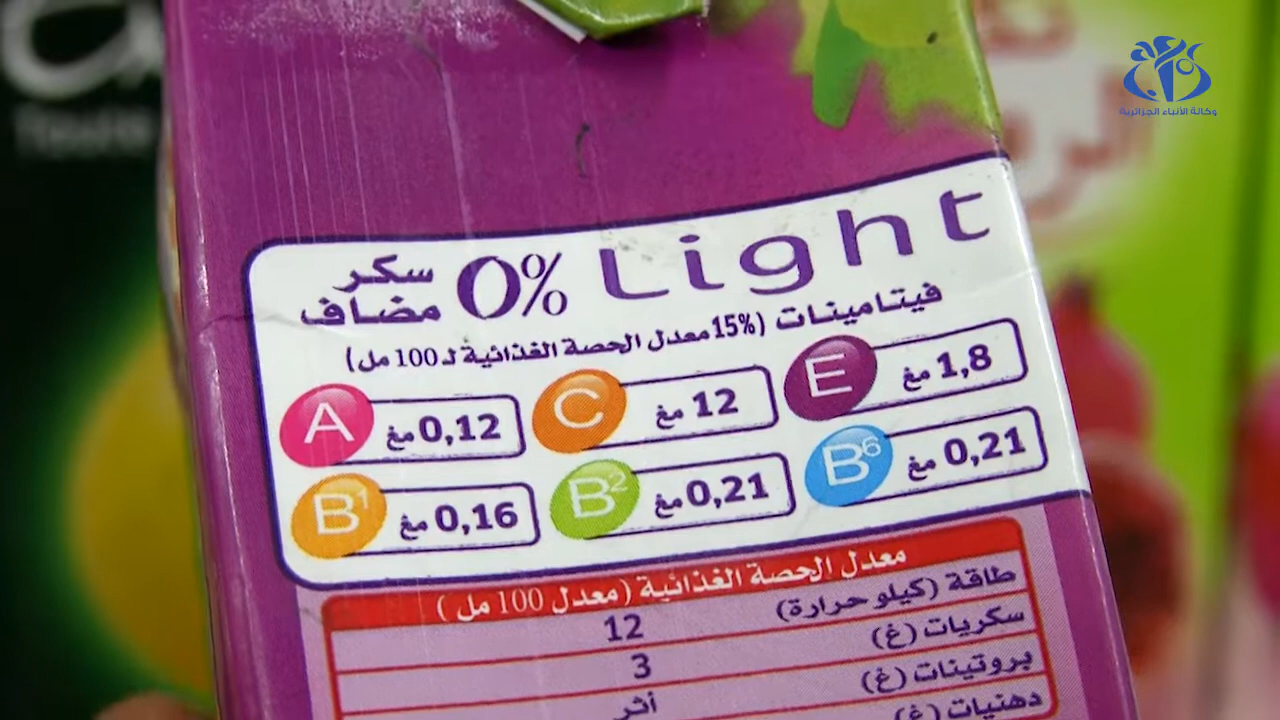 وكالة الأنباء الجزائرية
سكر مضاف 0% Light
فيتامينات (15% معدل الحصة الغذائية لـ 100 مل)
A 0,12 مغ
C 12 مغ
E 1,8 مغ
B1 0,16 مغ
B2 0,21 مغ
B6 0,21 مغ
معدل الحصة الغذائية (معدل 100 مل)
طاقة (كيلو حرارة) 12
سكريات (غ) 3
بروتينات (غ) أثر
دهنيات (غ)